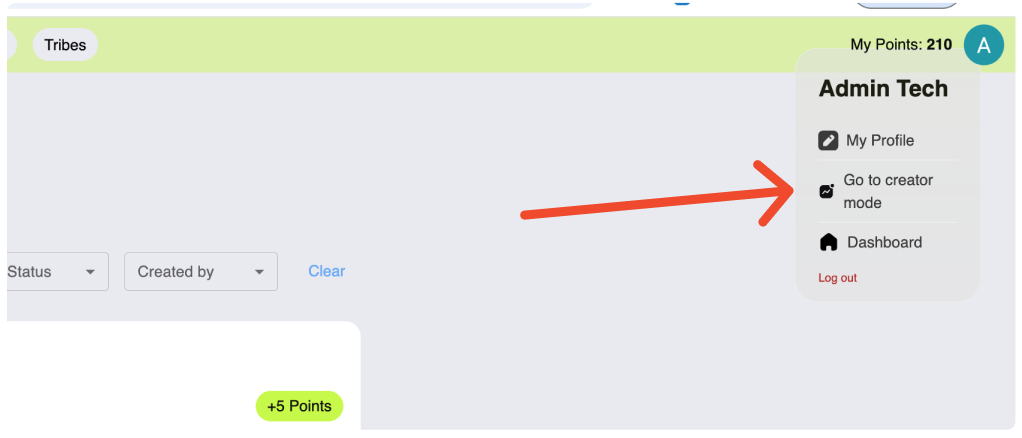 Tribes
My Points: 210
A
Admin Tech
My Profile
Go to creator
mode
Dashboard
Log out
Status
Created by
Clear
+5 Points